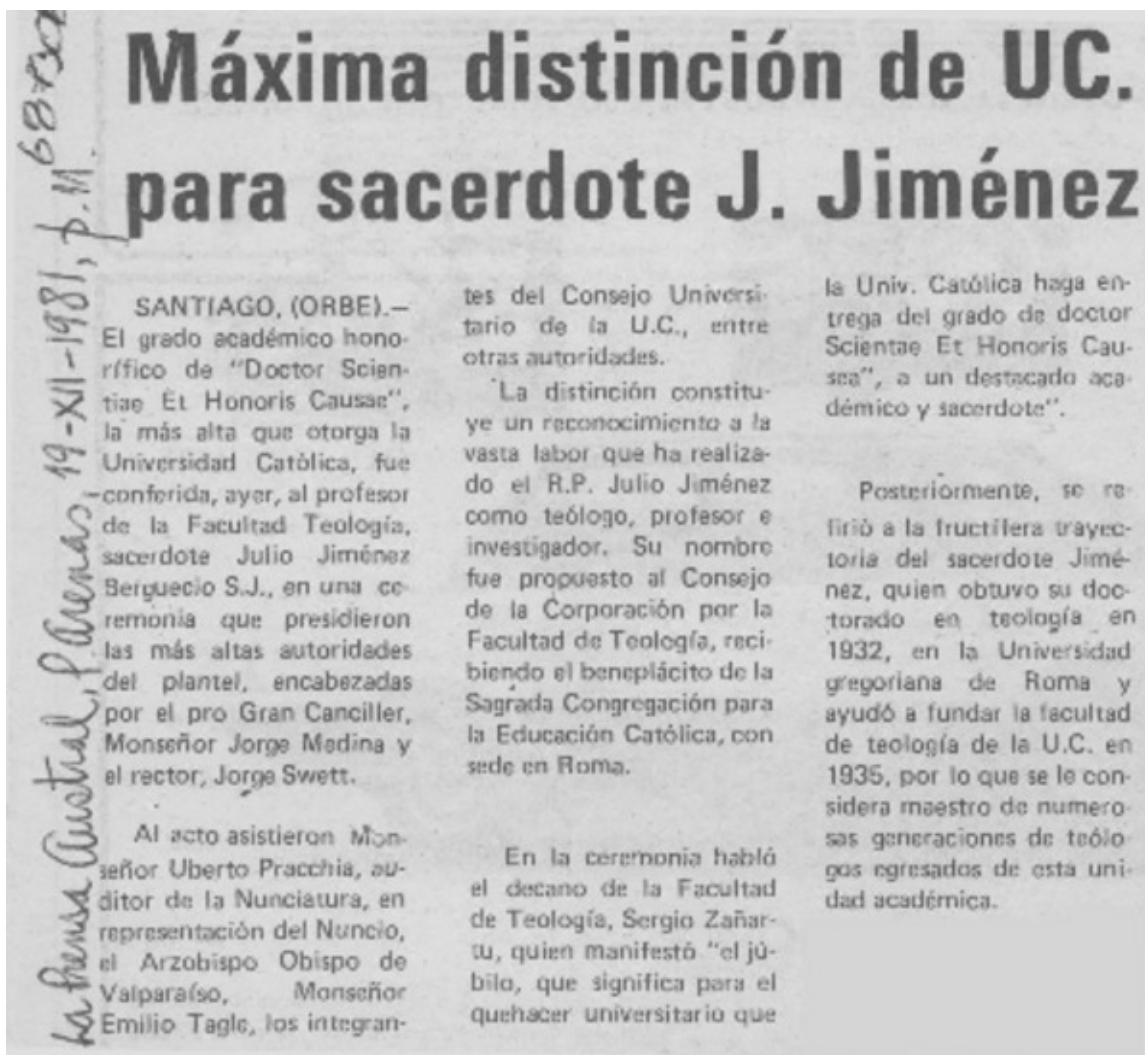 Máxima distinción de UC.
para sacerdote J. Jiménez
La Prensa Austral, P. Arenas, 19-XII-1981, p. 11.
SANTIAGO, (ORBE).—
El grado académico hono-
rífico de "Doctor Scien-
tiae Et Honoris Causae",
la más alta que otorga la
Universidad Católica, fue
conferida, ayer, al profesor
de la Facultad Teología,
sacerdote Julio Jiménez
Berguecio S.J., en una ce-
remonia que presidieron
las más altas autoridades
del plantel, encabezadas
por el pro Gran Canciller,
Monseñor Jorge Medina y
el rector, Jorge Swett.
Al acto asistieron Mon-
señor Uberto Pracchia, au-
ditor de la Nunciatura, en
representación del Nuncio,
el Arzobispo Obispo de
Valparaíso, Monseñor
Emilio Tagle, los integran-
tes del Consejo Universi-
tario de la U.C., entre
otras autoridades.
La distinción constitu-
ye un reconocimiento a la
vasta labor que ha realiza-
do el R.P. Julio Jiménez
como teólogo, profesor e
investigador. Su nombre
fue propuesto al Consejo
de la Corporación por la
Facultad de Teología, reci-
biendo el beneplácito de la
Sagrada Congregación para
la Educación Católica, con
sede en Roma.
En la ceremonia habló
el decano de la Facultad
de Teología, Sergio Zañar-
tu, quien manifestó "el jú-
bilo, que significa para el
quehacer universitario que
la Univ. Católica haga en-
trega del grado de doctor
Scientae Et Honoris Cau-
sea", a un destacado aca-
démico y sacerdote".
Posteriormente, se re-
firió a la fructífera trayec-
toria del sacerdote Jimé-
nez, quien obtuvo su doc-
torado en teología en
1932, en la Universidad
gregoriana de Roma y
ayudó a fundar la facultad
de teología de la U.C. en
1935, por lo que se le con-
sidera maestro de numero-
sas generaciones de teólo-
gos egresados de esta uni-
dad académica.